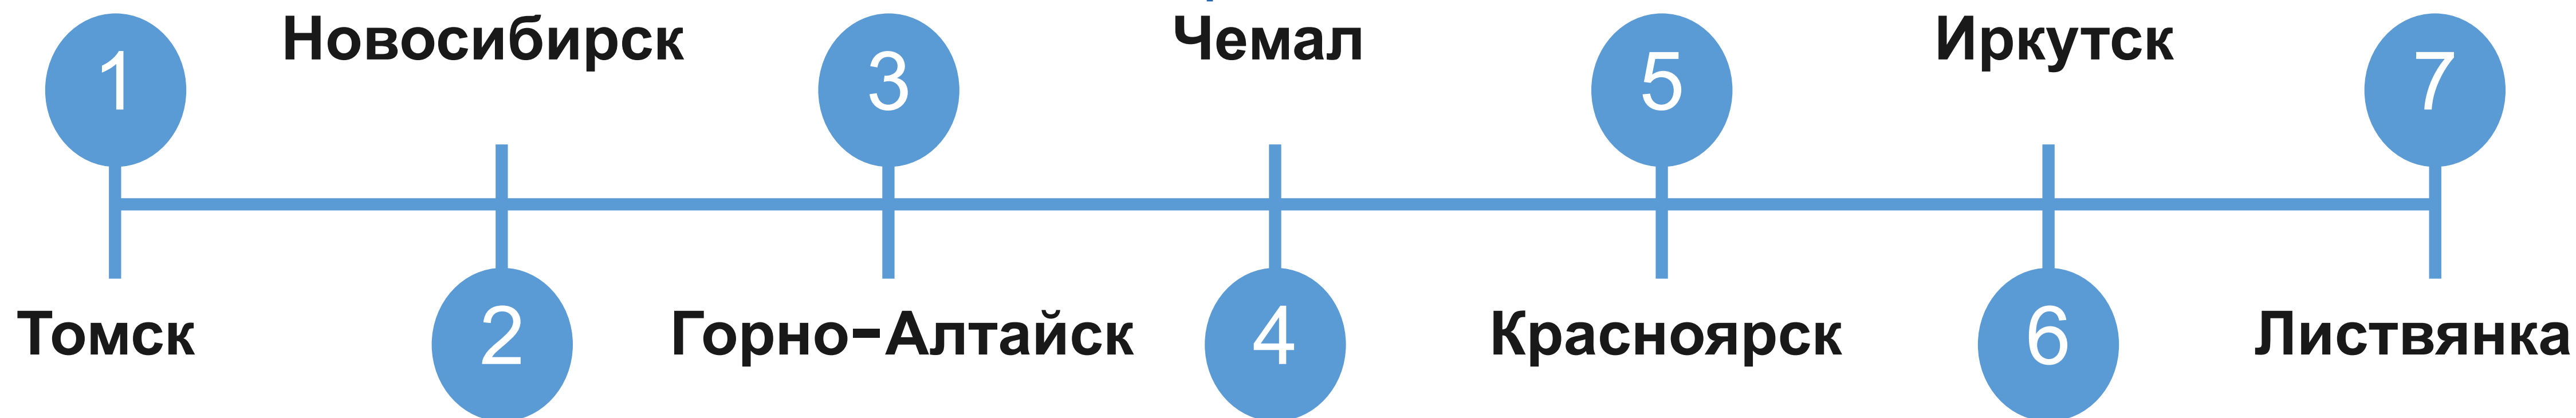 1
Томск
Новосибирск
2
3
Горно-Алтайск
Чемал
4
5
Красноярск
Иркутск
6
7
Листвянка